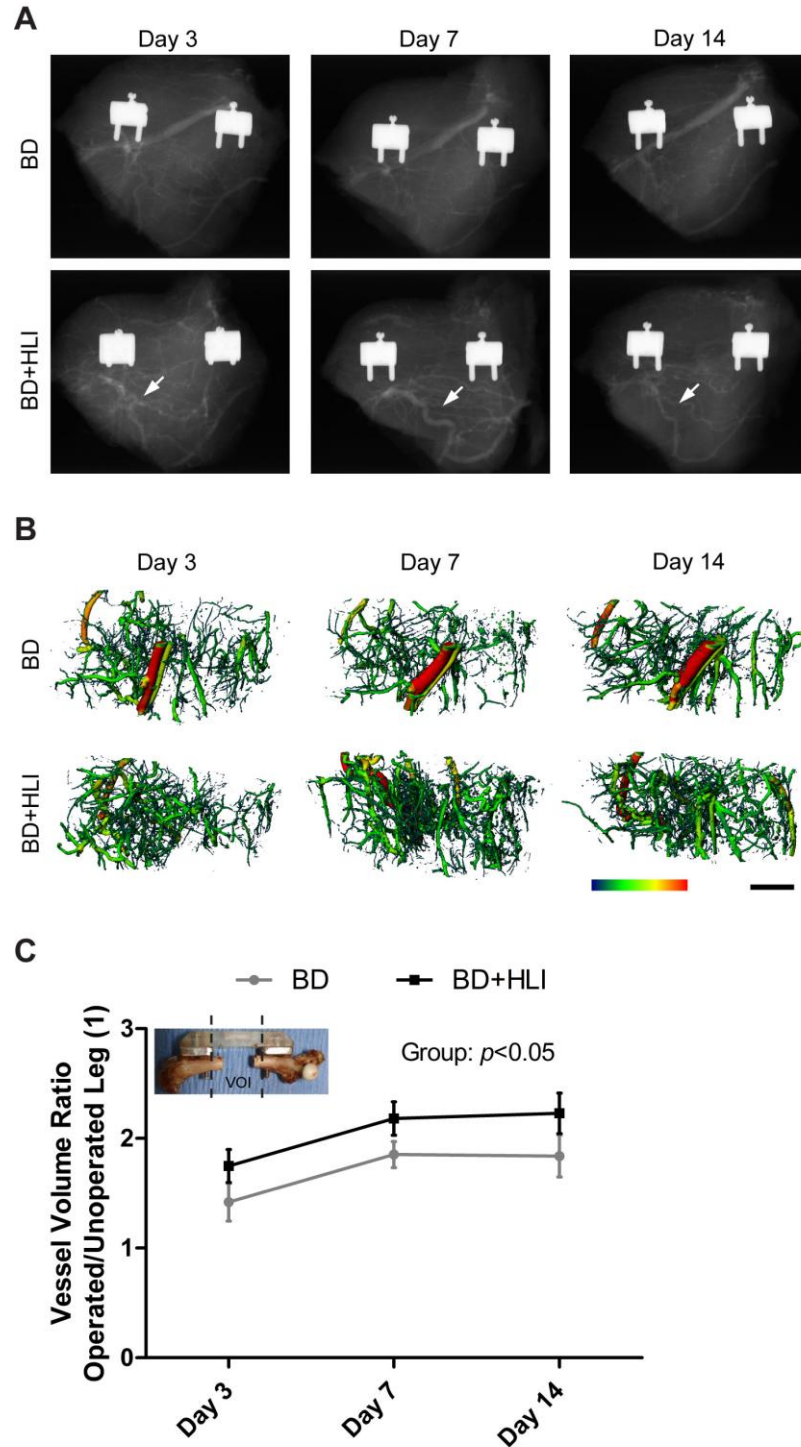 A
Day 3
Day 7
Day 14
BD
BD+HLI
B
Day 3
Day 7
Day 14
BD
BD+HLI
C
BD
BD+HLI
Vessel Volume Ratio
Operated/Unoperated Leg (1)
3
2
1
0
VOI
Group: p<0.05
Day 3
Day 7
Day 14